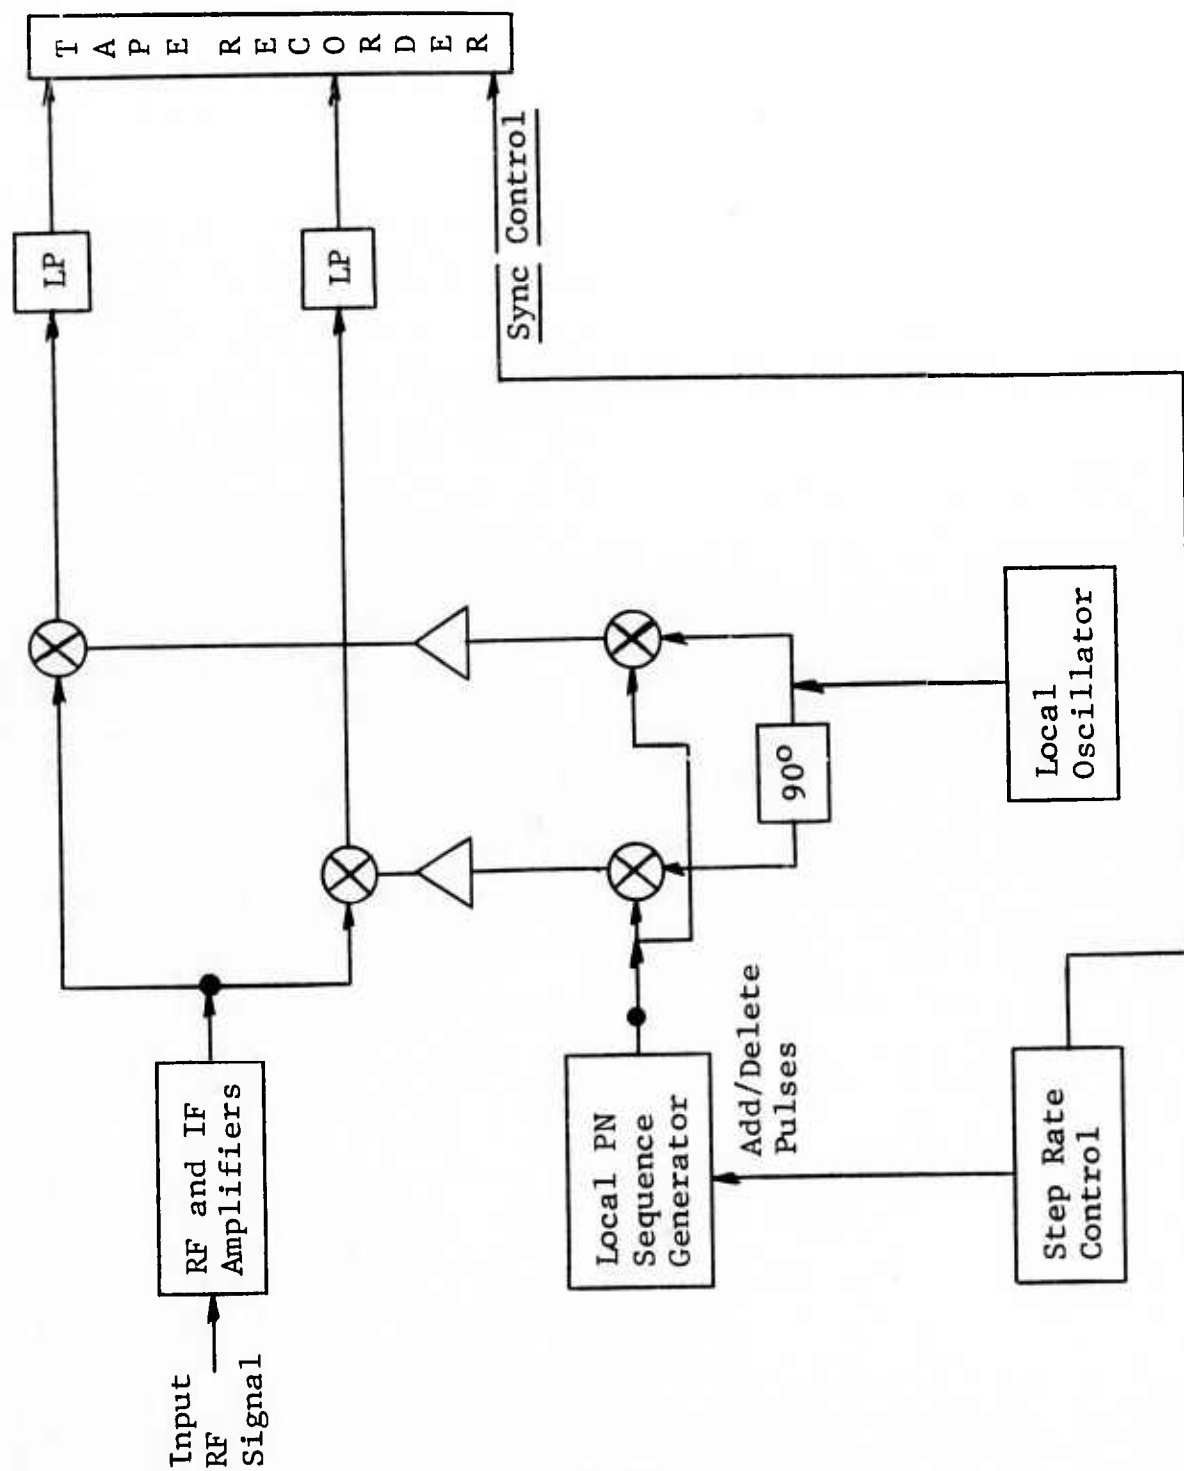 Input
RF
Signal
RF and IF
Amplifiers
LP
LP
TAPE RECORDER
Sync Control
Local PN
Sequence
Generator
Add/Delete
Pulses
90°
Step Rate
Control
Local
Oscillator